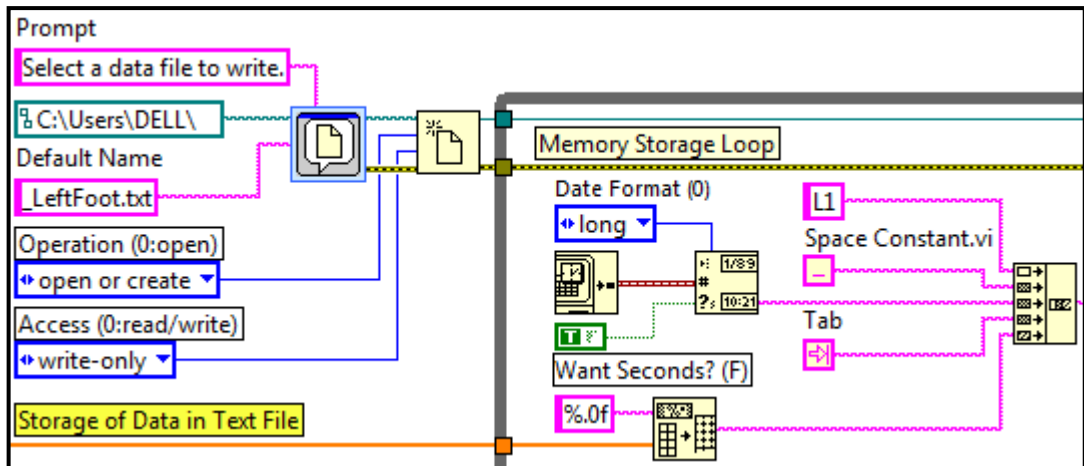 Prompt
Select a data file to write.
C:\Users\DELL\
Default Name
_LeftFoot.txt
Operation (0:open)
open or create
Access (0:read/write)
write-only
Storage of Data in Text File
Memory Storage Loop
Date Format (0)
long
1/89
#
?: 10:21
T
Want Seconds? (F)
%.0f
L1
Space Constant.vi
Tab